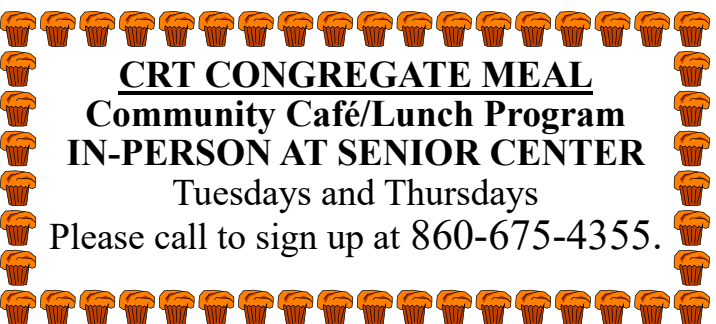 CRT CONGREGATE MEAL
Community Café/Lunch Program
IN-PERSON AT SENIOR CENTER
Tuesdays and Thursdays
Please call to sign up at 860-675-4355.